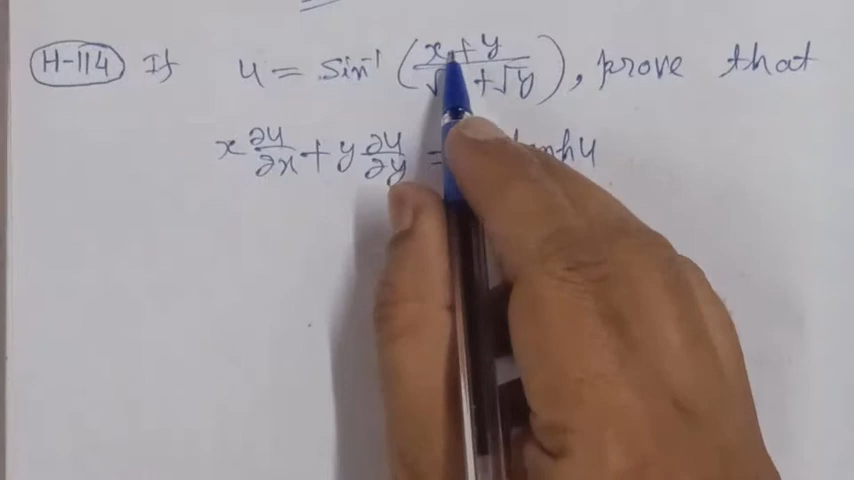 H-114 If u = sin⁻¹ (x+y / √ +√y), prove that
x ∂u/∂x + y ∂u/∂y = u